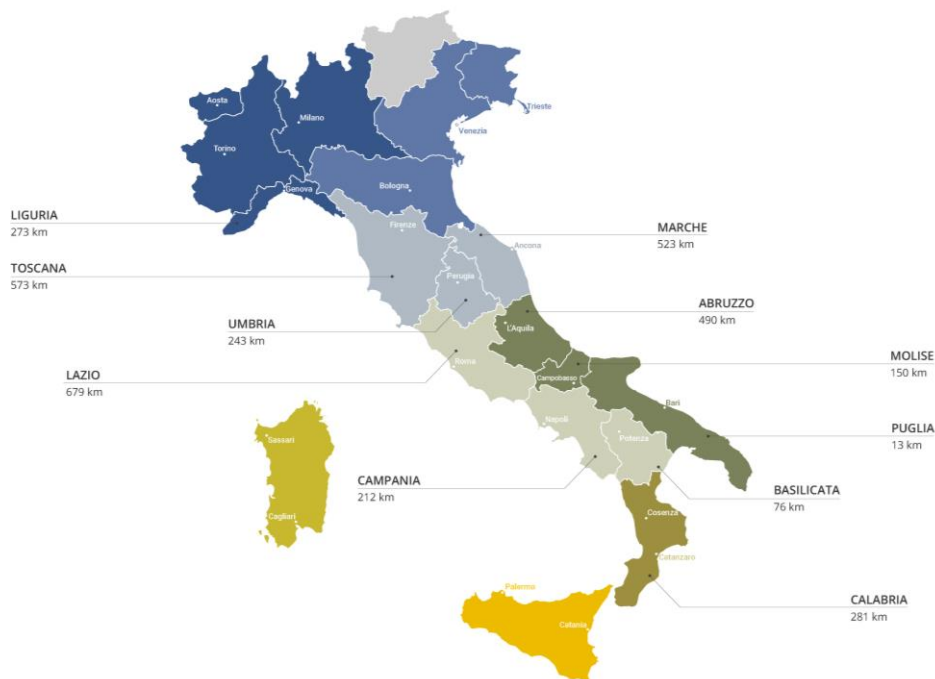 Aosta
Milano
Trieste
Venezia
Torino
Genova
Bologna
LIGURIA
273 km
Firenze
MARCHE
523 km
Ancona
TOSCANA
573 km
Perugia
ABRUZZO
490 km
UMBRIA
243 km
L'Aquila
MOLISE
150 km
Roma
LAZIO
679 km
Campobasso
Bari
Napoli
Potenza
PUGLIA
13 km
Sassari
CAMPANIA
212 km
BASILICATA
76 km
Cagliari
Cosenza
Catanzaro
Palermo
CALABRIA
281 km
Catania